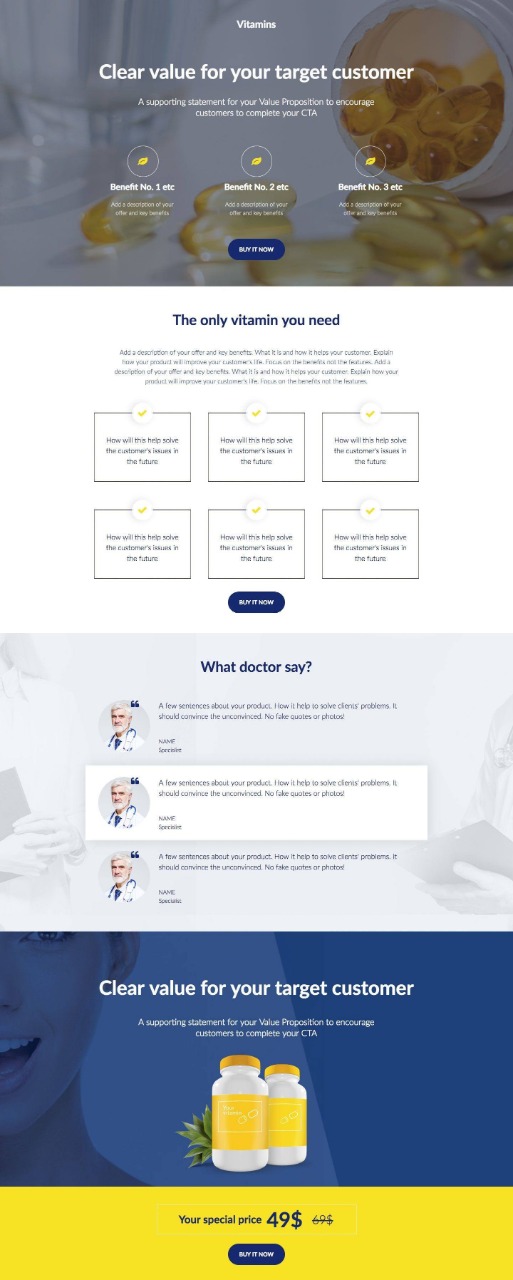 Vitamins
Clear value for your target customer
A supporting statement for your Value Proposition to encourage
customers to complete your CTA
Benefit No. 1 etc
Benefit No. 2 etc
Benefit No. 3 etc
Add a description of your
offer and key benefits
Add a description of your
offer and key benefits
Add a description of your
offer and key benefits
BUY IT NOW
The only vitamin you need
Add a description of your offer and key benefits: What it is and how it helps your customer. Explain
how your product will improve your customer's life. Focus on the benefits not the features. Add a
description of your offer and key benefits. What it is and how it helps your customer. Explain how your
product will improve your customer's life. Focus on the benefits not the features.
How will this help solve
the customer's issues in
the future
How will this help solve
the customer's issues in
the future
How will this help solve
the customer's issues in
the future
How will this help solve
the customer's issues in
the future
How will this help solve
the customer's issues in
the future
How will this help solve
the customer's issues in
the future
BUY IT NOW
What doctor say?
A few sentences about your product. How it help to solve clients' problems. It
should convince the unconvinced. No fake quotes or photos!
NAME
Specialist
A few sentences about your product. How it help to solve clients' problems. It
should convince the unconvinced. No fake quotes or photos!
NAME
Specialist
A few sentences about your product. How it help to solve clients' problems. It
should convince the unconvinced. No fake quotes or photos!
NAME
Specialist
Clear value for your target customer
A supporting statement for your Value Proposition to encourage
customers to complete your CTA
Your special price 49$ 69$
BUY IT NOW